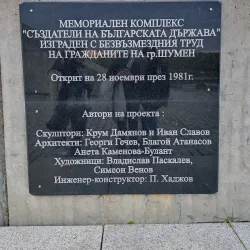 МЕМОРИАЛЕН КОМПЛЕКС
"СЪЗДАТЕЛИ НА БЪЛГАРСКАТА ДЪРЖАВА"
ИЗГРАДЕН С БЕЗВЪЗМЕЗДНИЯ ТРУД
НА ГРАЖДАНИТЕ НА гр.ШУМЕН
Открит на 28 ноември през 1981г.
Автори на проекта :
Скулптори: Крум Дамянов и Иван Славов
Архитекти: Георги Гечев, Благой Атанасов
Анета Каменова-Булант
Художници: Владислав Паскалев,
Симеон Венов
Инженер-конструктор: П. Хаджов